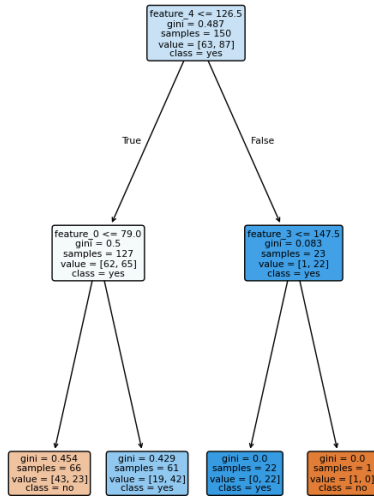 feature_4 <= 126.5
gini = 0.487
samples = 150
value = [63, 87]
class = yes
True
False
feature_0 <= 79.0
gini = 0.5
samples = 127
value = [62, 65]
class = yes
feature_3 <= 147.5
gini = 0.083
samples = 23
value = [1, 22]
class = yes
gini = 0.454
samples = 66
value = [43, 23]
class = no
gini = 0.429
samples = 61
value = [19, 42]
class = yes
gini = 0.0
samples = 22
value = [0, 22]
class = yes
gini = 0.0
samples = 1
value = [1, 0]
class = no